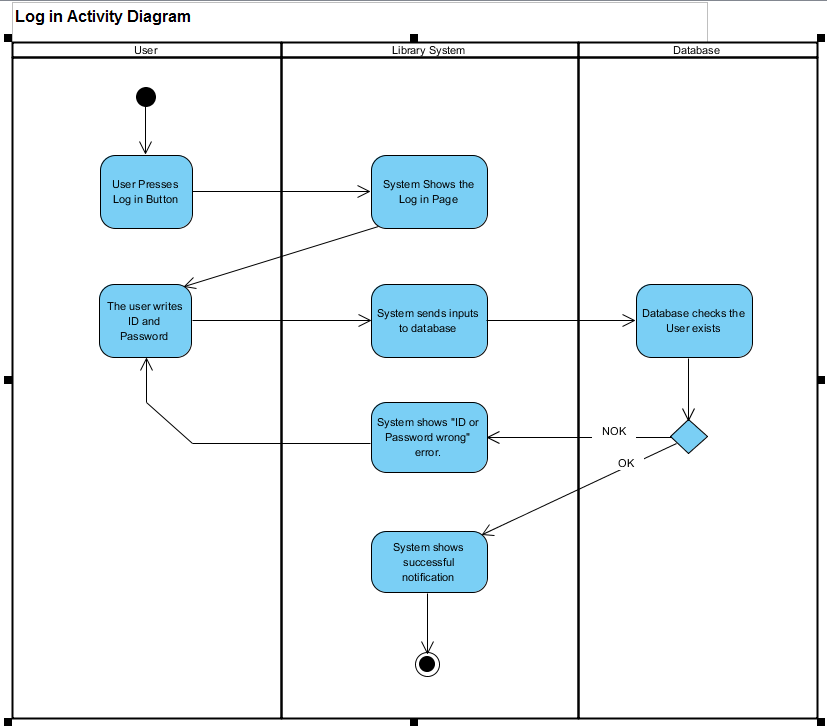 Log in Activity Diagram
User
Library System
Database
User Presses
Log in Button
System Shows the
Log in Page
The user writes
ID and
Password
System sends inputs
to database
Database checks the
User exists
System shows "ID or
Password wrong"
error.
NOK
OK
System shows
successful
notification